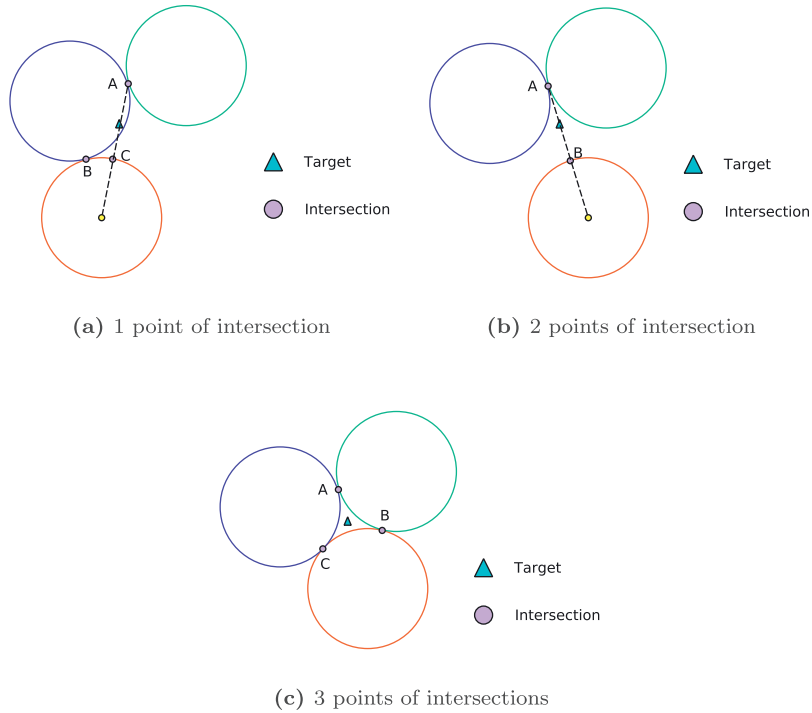 A
B
C
Target
Intersection
(a) 1 point of intersection
A
B
Target
Intersection
(b) 2 points of intersection
A
B
C
Target
Intersection
(c) 3 points of intersections